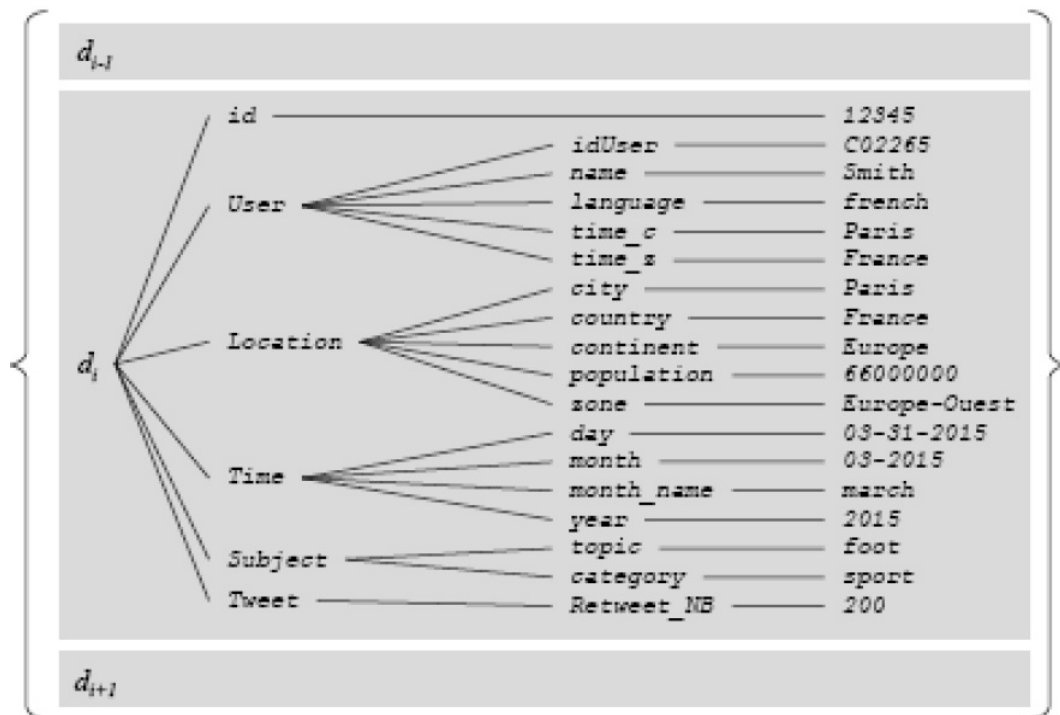 d_{i-1}
id 12345
idUser C02265
name Smith
User language french
time_c Paris
time_z France
city Paris
country France
Location continent Europe
d_i population 66000000
zone Europe-Ouest
day 03-31-2015
month 03-2015
Time month_name march
year 2015
topic foot
Subject category sport
Tweet Retweet_NB 200
d_{i+1}